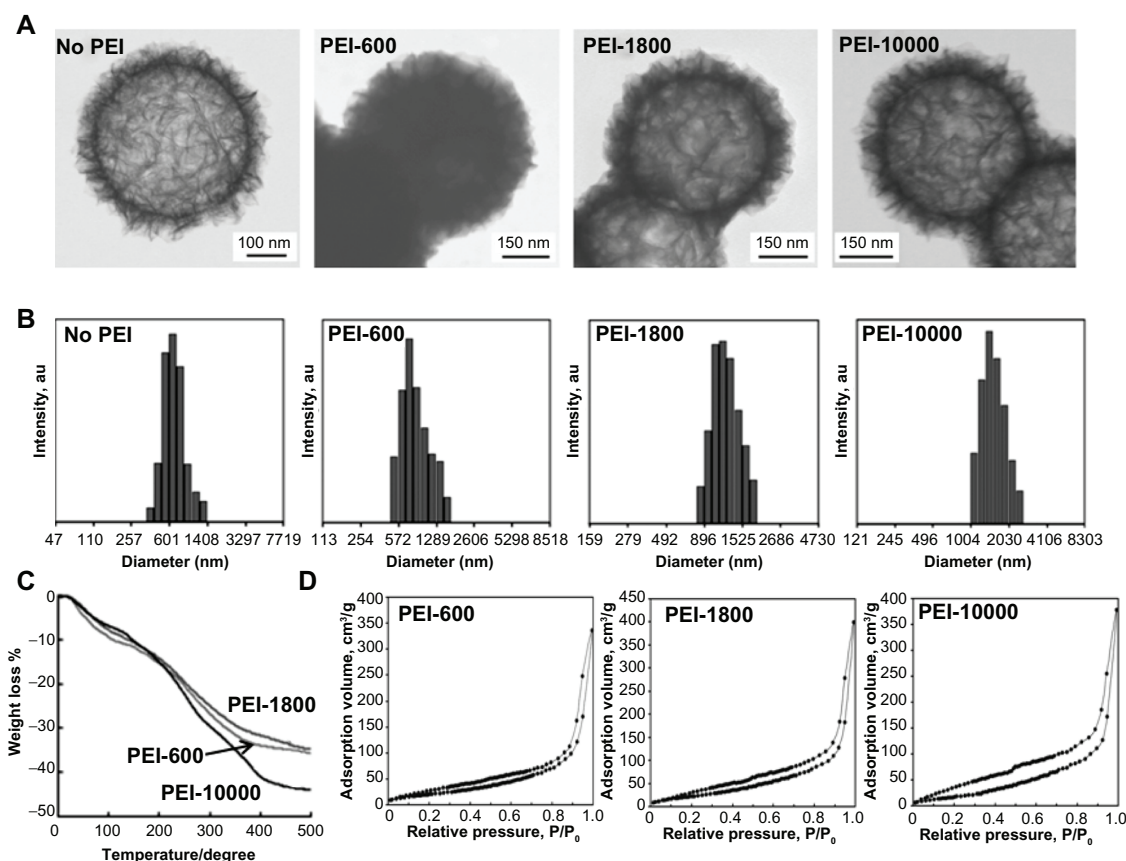 A
No PEI
PEI-600
PEI-1800
PEI-10000
100 nm
150 nm
150 nm
150 nm
B
No PEI
PEI-600
PEI-1800
PEI-10000
Intensity, au
Intensity, au
Intensity, au
Intensity, au
47 110 257 601 1408 3297 7719
113 254 572 1289 2606 5298 8518
159 279 492 896 1525 2686 4730
121 245 496 1004 2030 4106 8303
Diameter (nm)
Diameter (nm)
Diameter (nm)
Diameter (nm)
C
Weight loss %
0
–10
–20
–30
–40
–50
PEI-1800
PEI-600
PEI-10000
0 100 200 300 400 500
Temperature/degree
D
PEI-600
Adsorption volume, cm³/g
400
350
300
250
200
150
100
50
0
0 0.2 0.4 0.6 0.8 1.0
Relative pressure, P/P₀
PEI-1800
Adsorption volume, cm³/g
450
400
350
300
250
200
150
100
50
0
0 0.2 0.4 0.6 0.8 1.0
Relative pressure, P/P₀
PEI-10000
Adsorption volume, cm³/g
400
350
300
250
200
150
100
50
0
0 0.2 0.4 0.6 0.8 1.0
Relative pressure, P/P₀